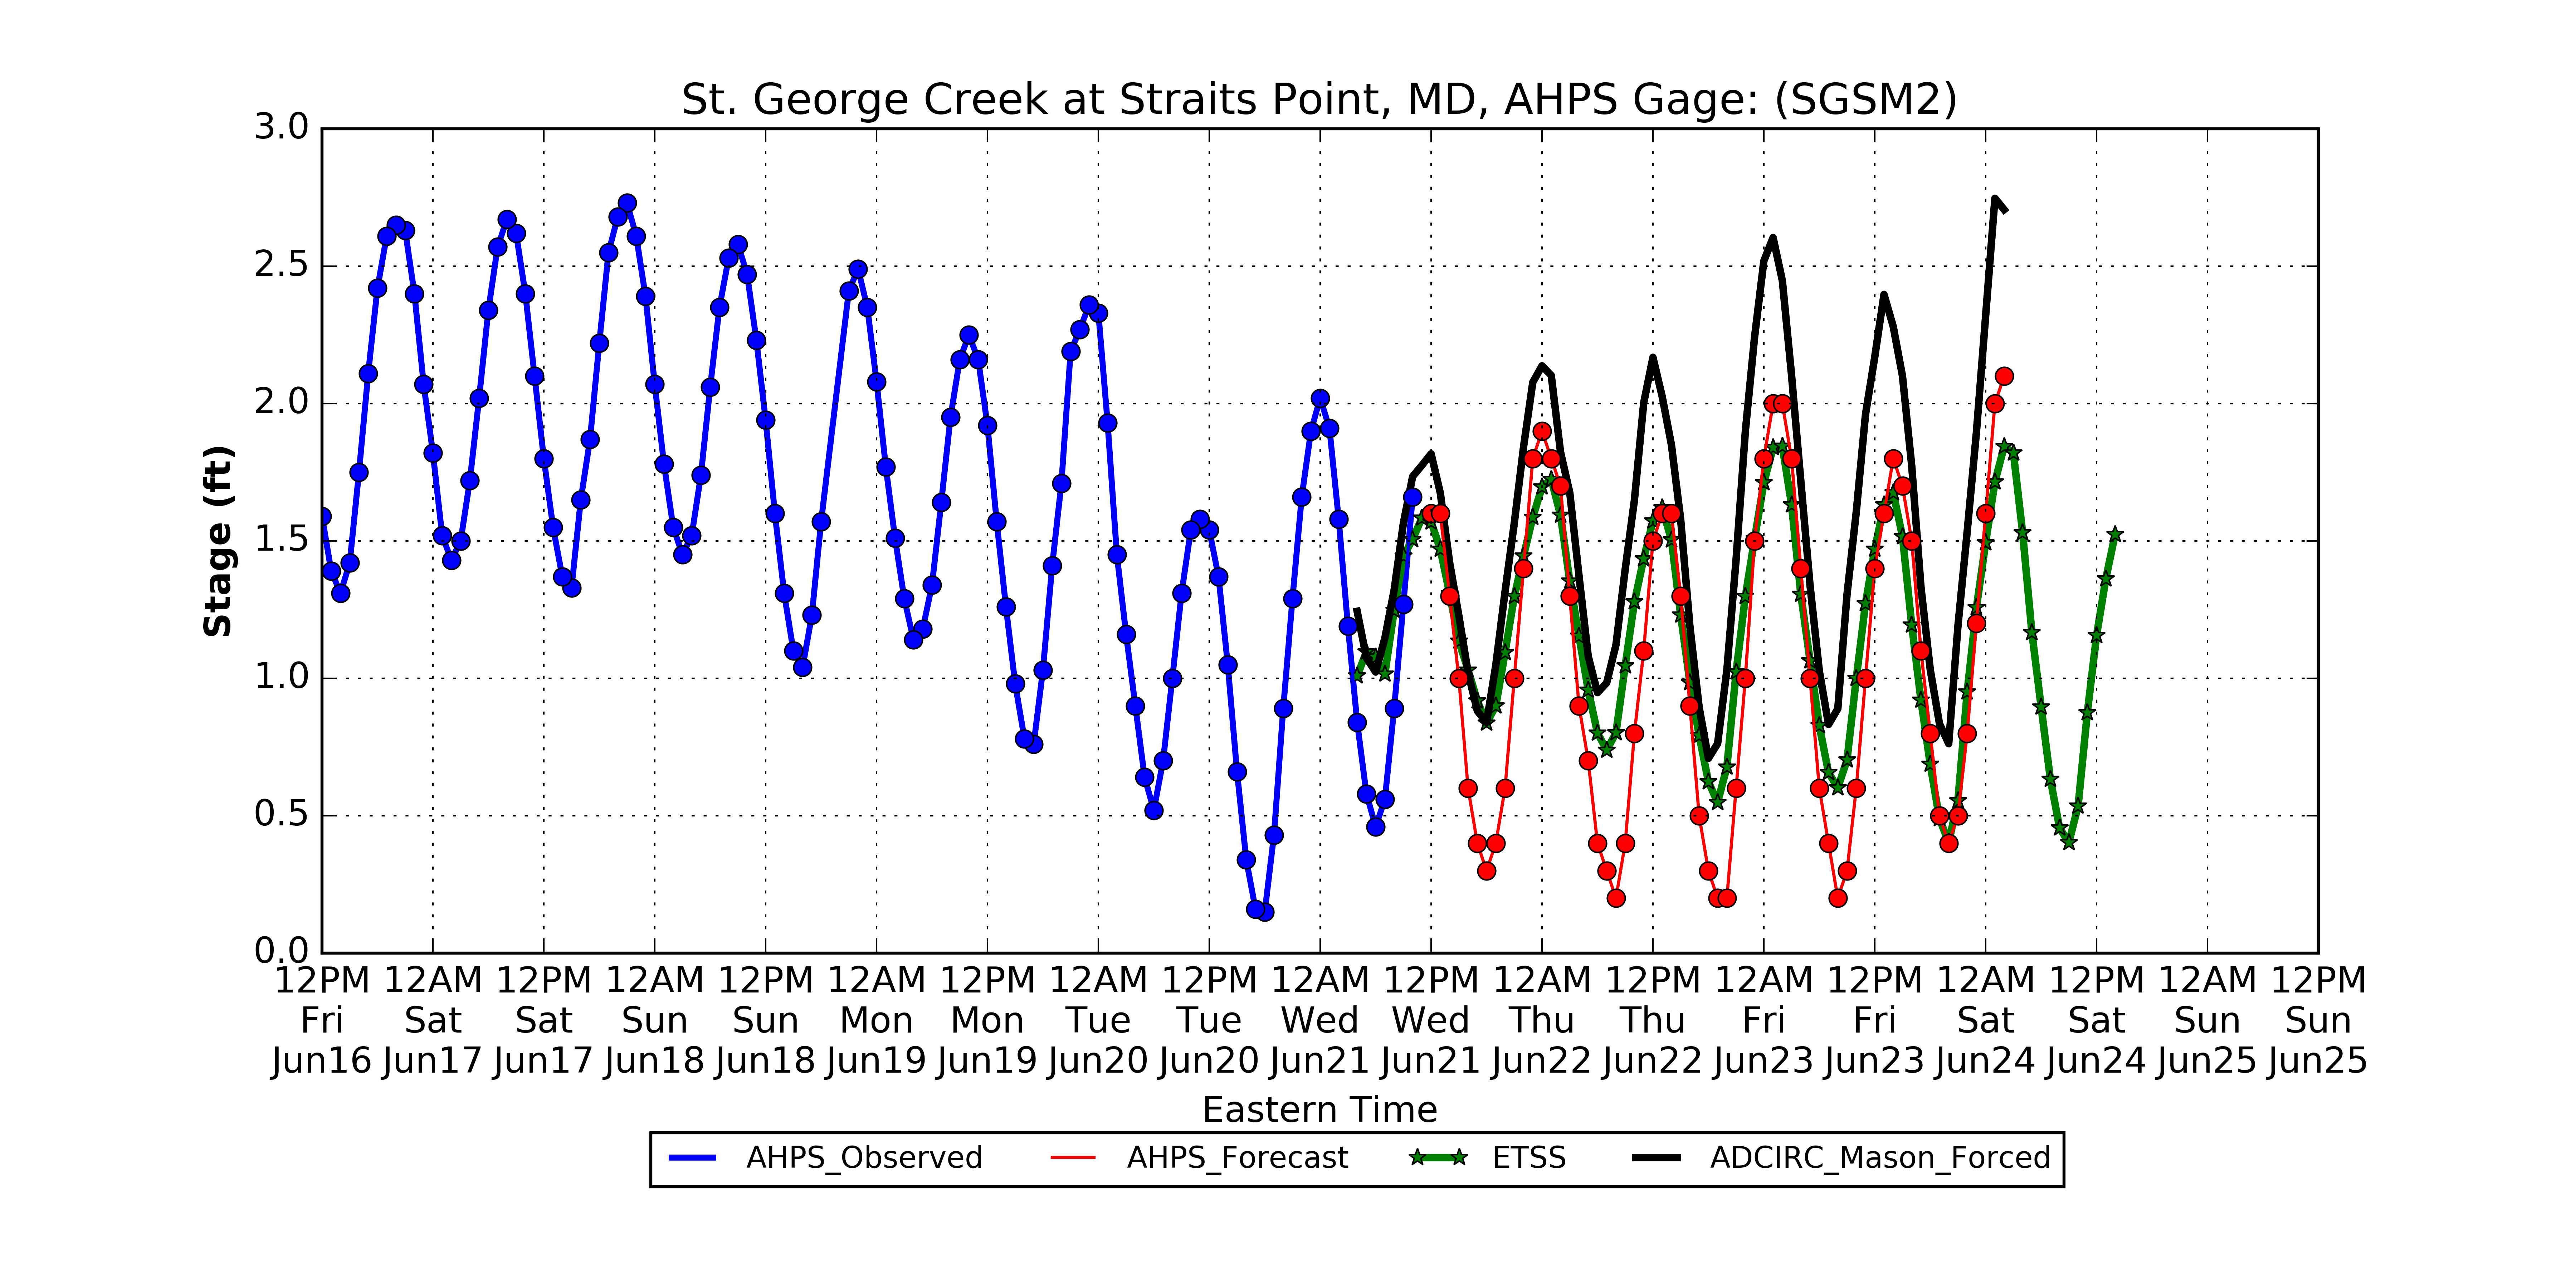 St. George Creek at Straits Point, MD, AHPS Gage: (SGSM2)
3.0
2.5
2.0
1.5
1.0
0.5
0.0
Stage (ft)
12PM 12AM 12PM 12AM 12PM 12AM 12PM 12AM 12PM 12AM 12PM 12AM 12PM 12AM 12PM 12AM 12PM 12AM 12PM
Fri Sat Sat Sun Sun Mon Mon Tue Tue Wed Wed Thu Thu Fri Fri Sat Sat Sun Sun
Jun16 Jun17 Jun17 Jun18 Jun18 Jun19 Jun19 Jun20 Jun20 Jun21 Jun21 Jun22 Jun22 Jun23 Jun23 Jun24 Jun24 Jun25 Jun25
Eastern Time
AHPS_Observed AHPS_Forecast ETSS ADCIRC_Mason_Forced